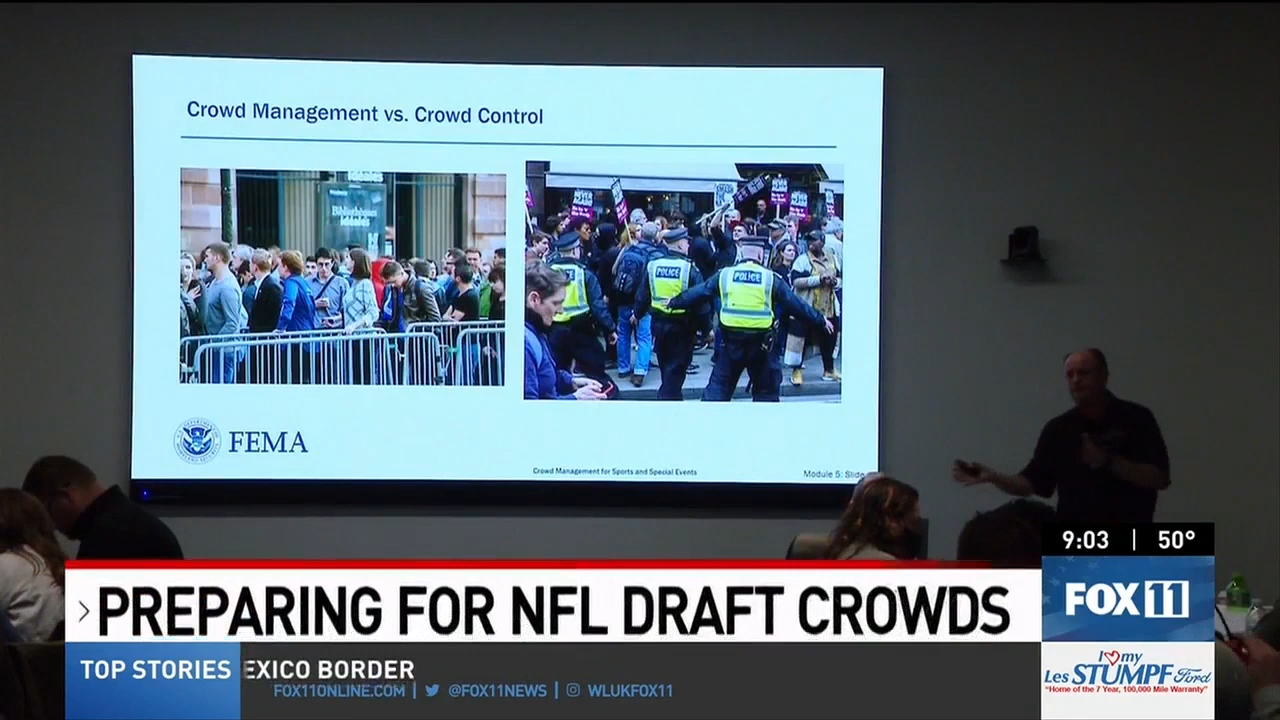 Crowd Management vs. Crowd Control
POLICE
POLICE
POLICE
FEMA
Crowd Management for Sports and Special Events
Module 5: Slide
9:03 | 50°
PREPARING FOR NFL DRAFT CROWDS
FOX 11
TOP STORIES
EXICO BORDER
FOX11ONLINE.COM | @FOX11NEWS | WLUKFOX11
I my
Les STUMPF Ford
"Home of the 7 Year, 100,000 Mile Warranty"